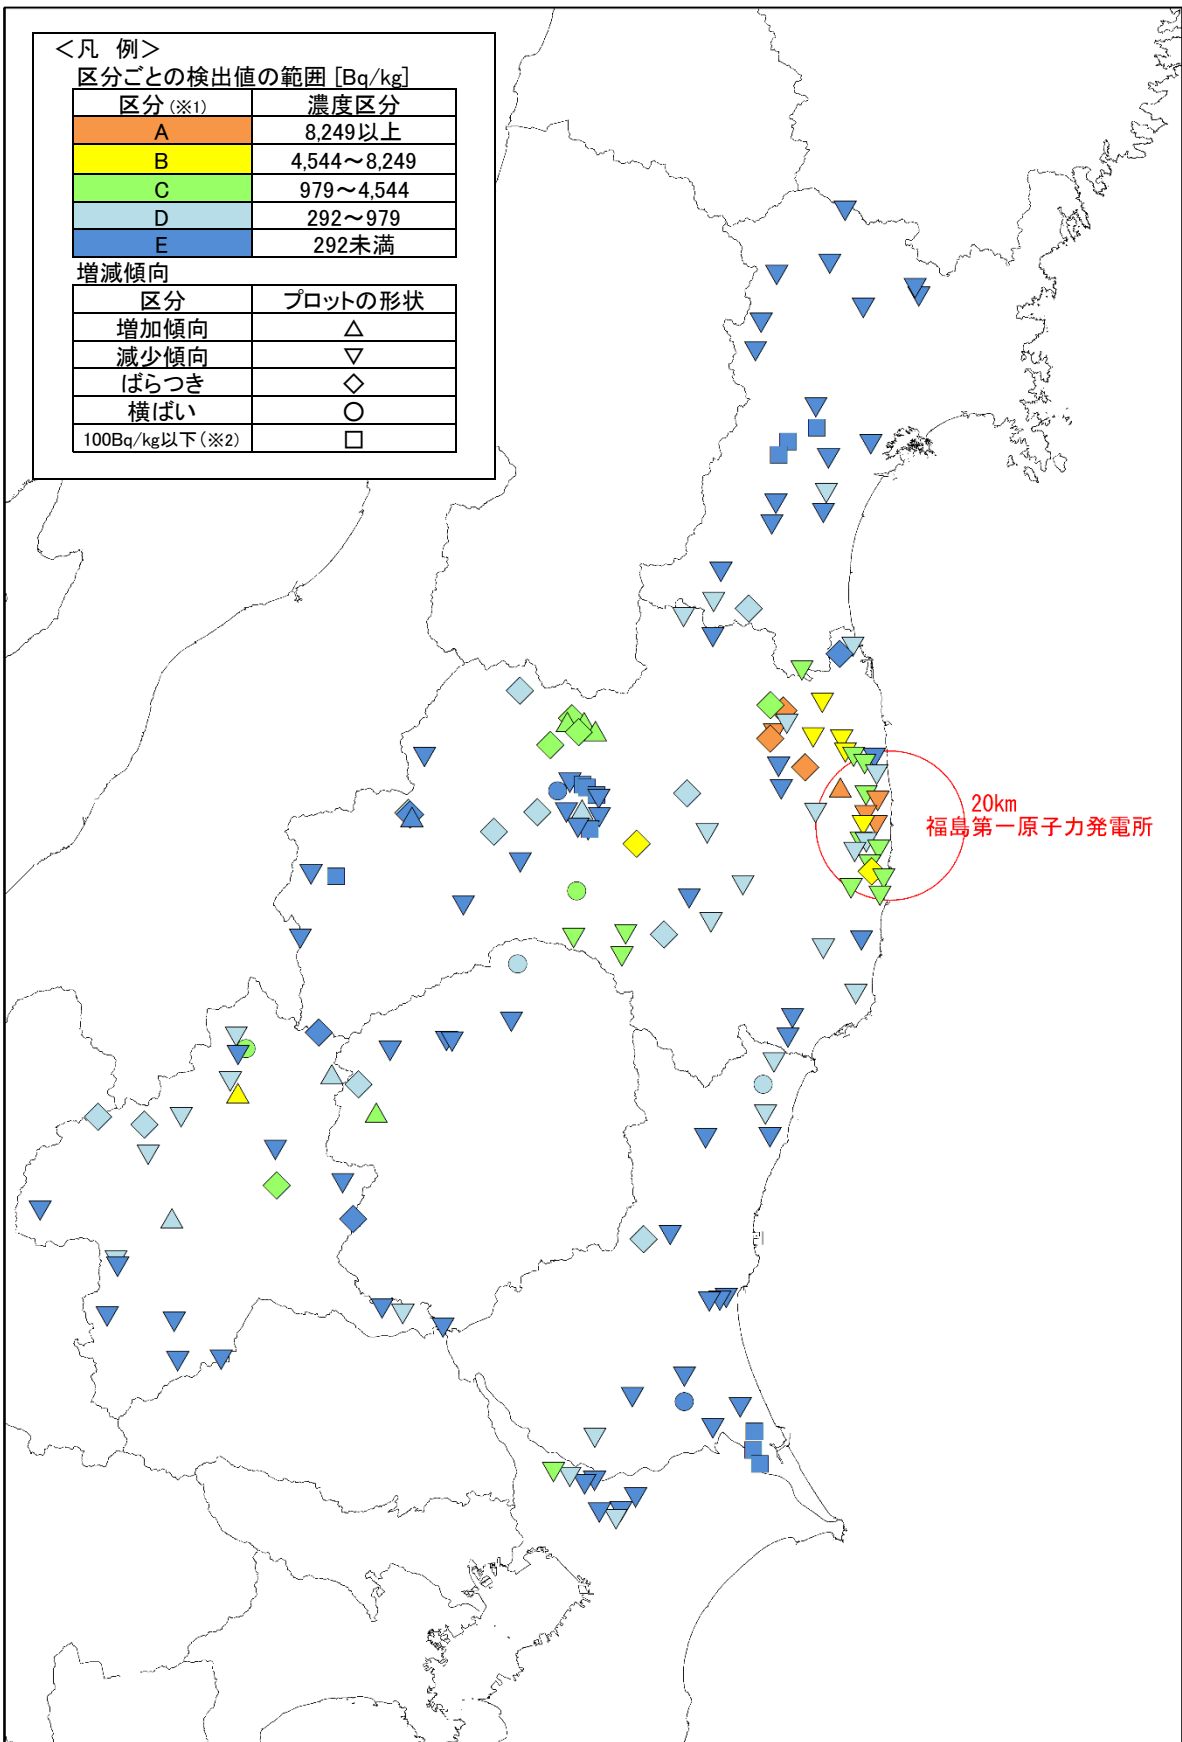 ＜凡 例＞
区分ごとの検出値の範囲 [Bq/kg]
区分(※1) 濃度区分
A 8,249以上
B 4,544～8,249
C 979～4,544
D 292～979
E 292未満
増減傾向
区分 プロットの形状
増加傾向 △
減少傾向 ▽
ばらつき ◇
横ばい ○
100Bq/kg以下(※2) □
20km
福島第一原子力発電所